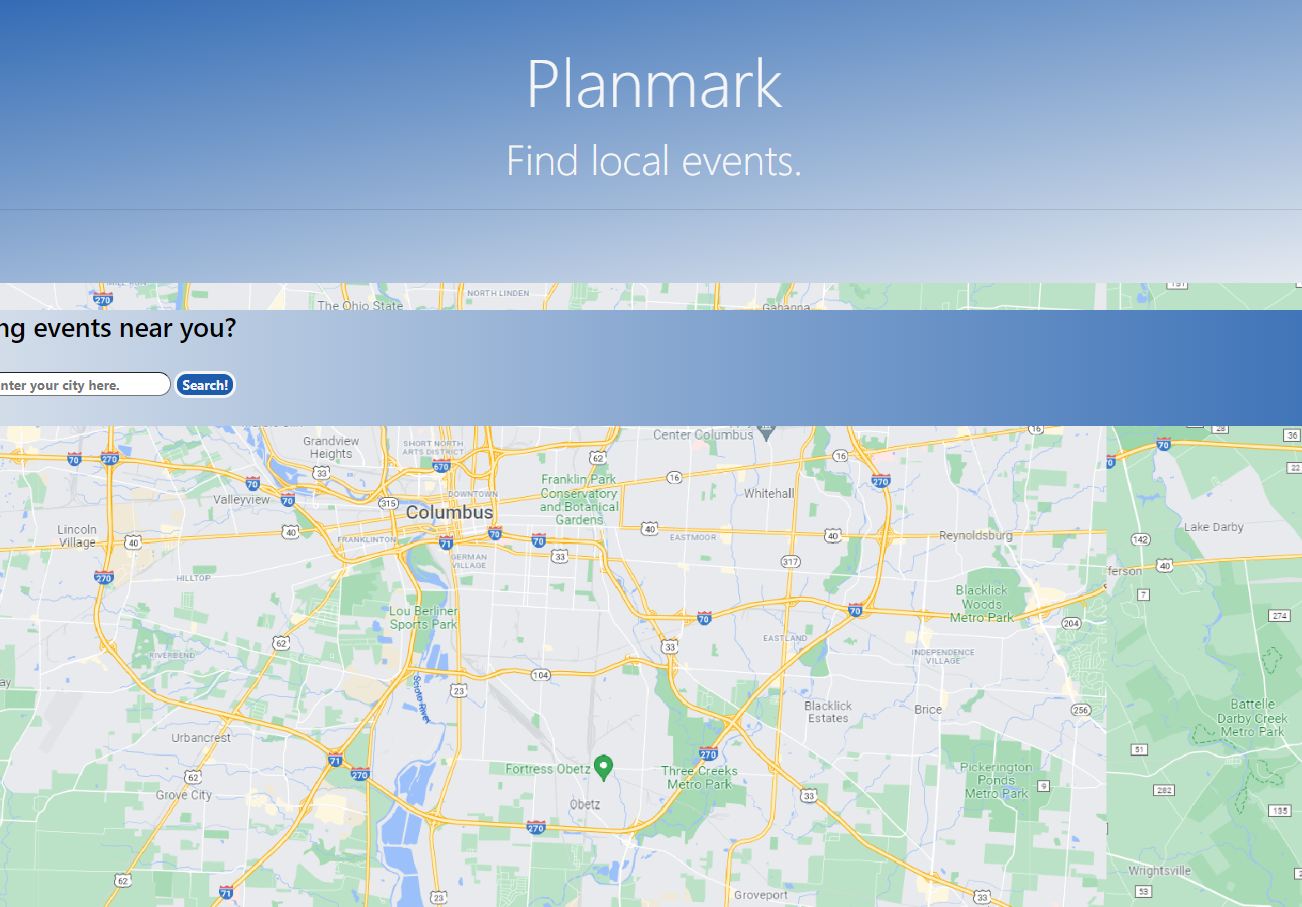 Planmark
Find local events.
270
The Ohio State
NORTH LINDEN
Gahanna
ng events near you?
nter your city here.
Search!
Grandview
Heights
SHORT NORTH
ARTS DISTRICT
Center Columbus
16
28
36
70
270
33
670
62
16
270
70
70
22
70
Valleyview
70
315
DOWNTOWN
Columbus
Franklin Park
Conservatory
and Botanical
Gardens
16
Whitehall
Lincoln
Village
40
40
FRANKLINTON
71
70
70
33
GERMAN
VILLAGE
40
EASTMOOR
40
Reynoldsburg
142
Lake Darby
270
HILLTOP
317
fferson
40
Lou Berliner
Sports Park
70
70
Blacklick
Woods
Metro Park
7
204
274
62
33
EASTLAND
INDEPENDENCE
VILLAGE
RIVERBEND
ay
104
23
Scioto River
Blacklick
Estates
Brice
256
Battelle
Darby Creek
Metro Park
Urbancrest
71
270
270
51
62
Grove City
Fortress Obetz
Three Creeks
Metro Park
Pickerington
Ponds
Metro Park
9
282
Obetz
33
135
270
62
71
23
Groveport
33
Wrightsville
53